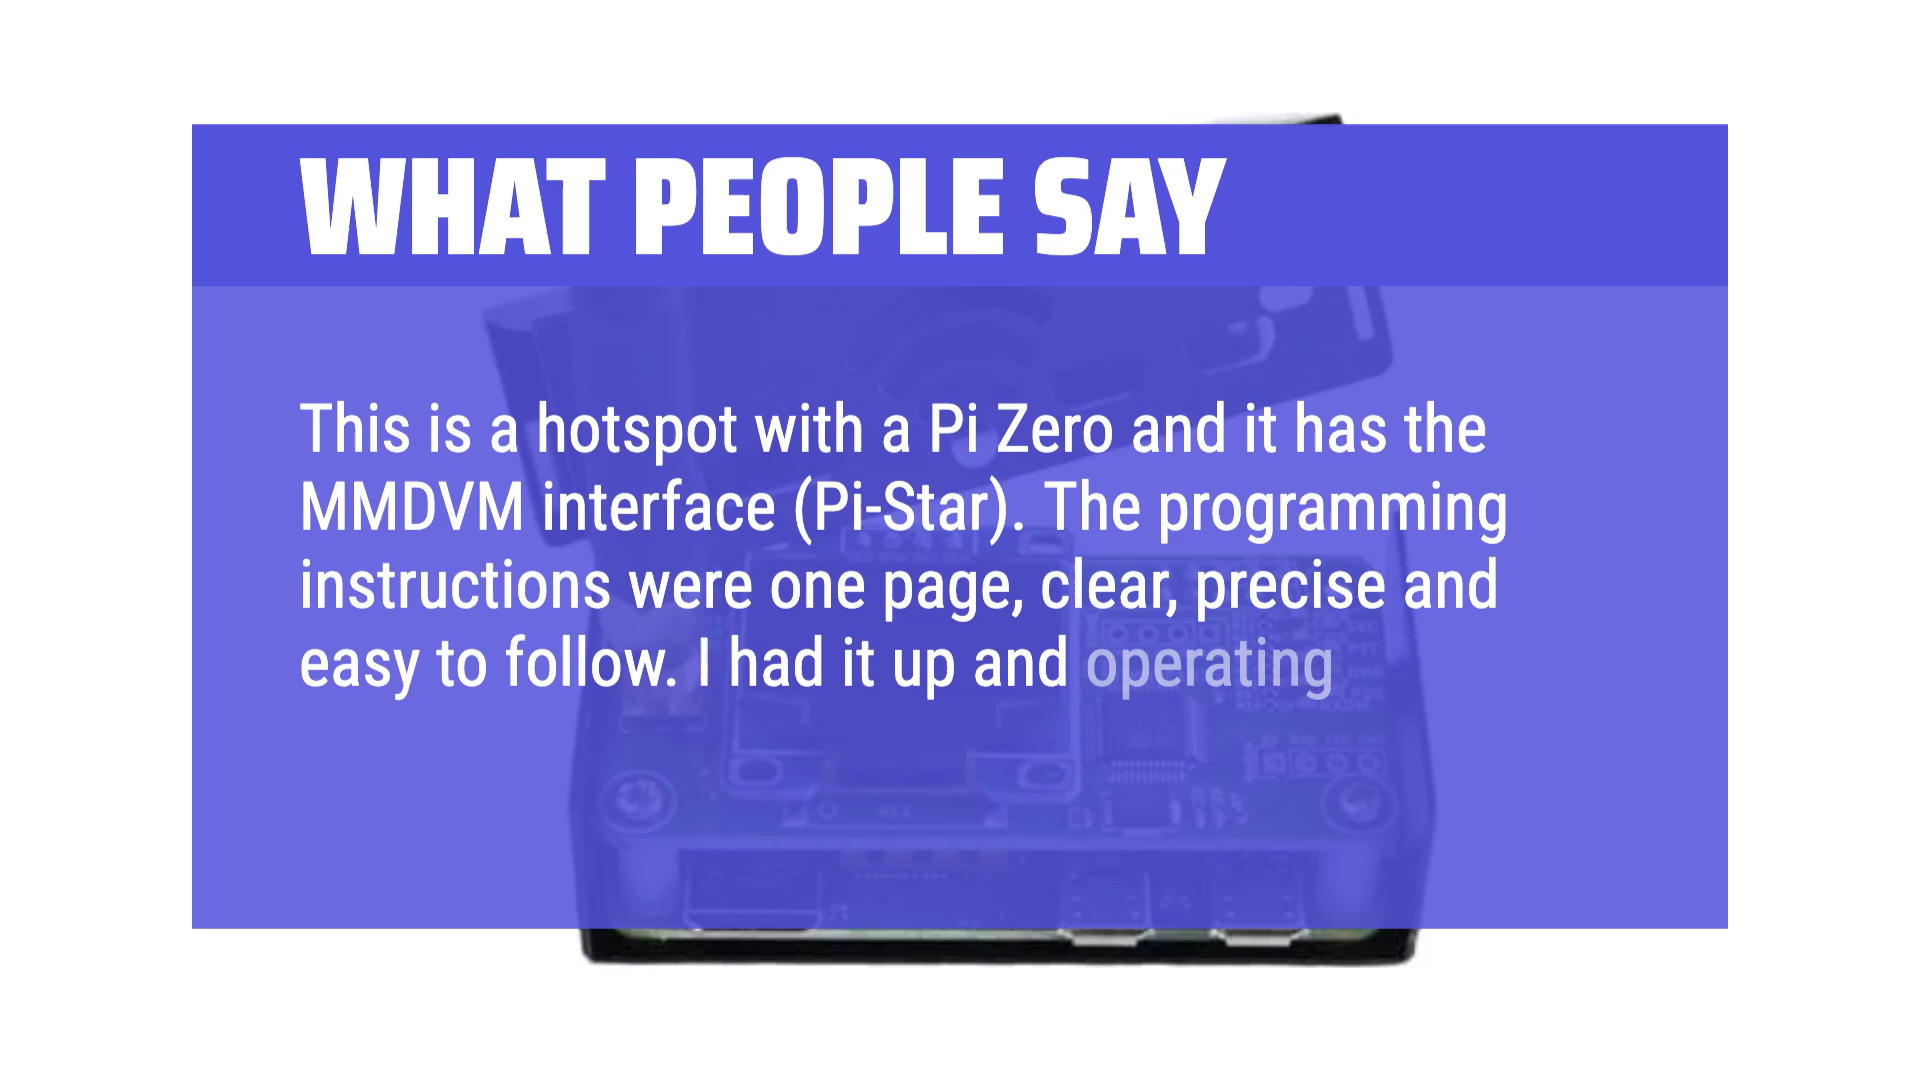 WHAT PEOPLE SAY
This is a hotspot with a Pi Zero and it has the
MMDVM interface (Pi-Star). The programming
instructions were one page, clear, precise and
easy to follow. I had it up and operating